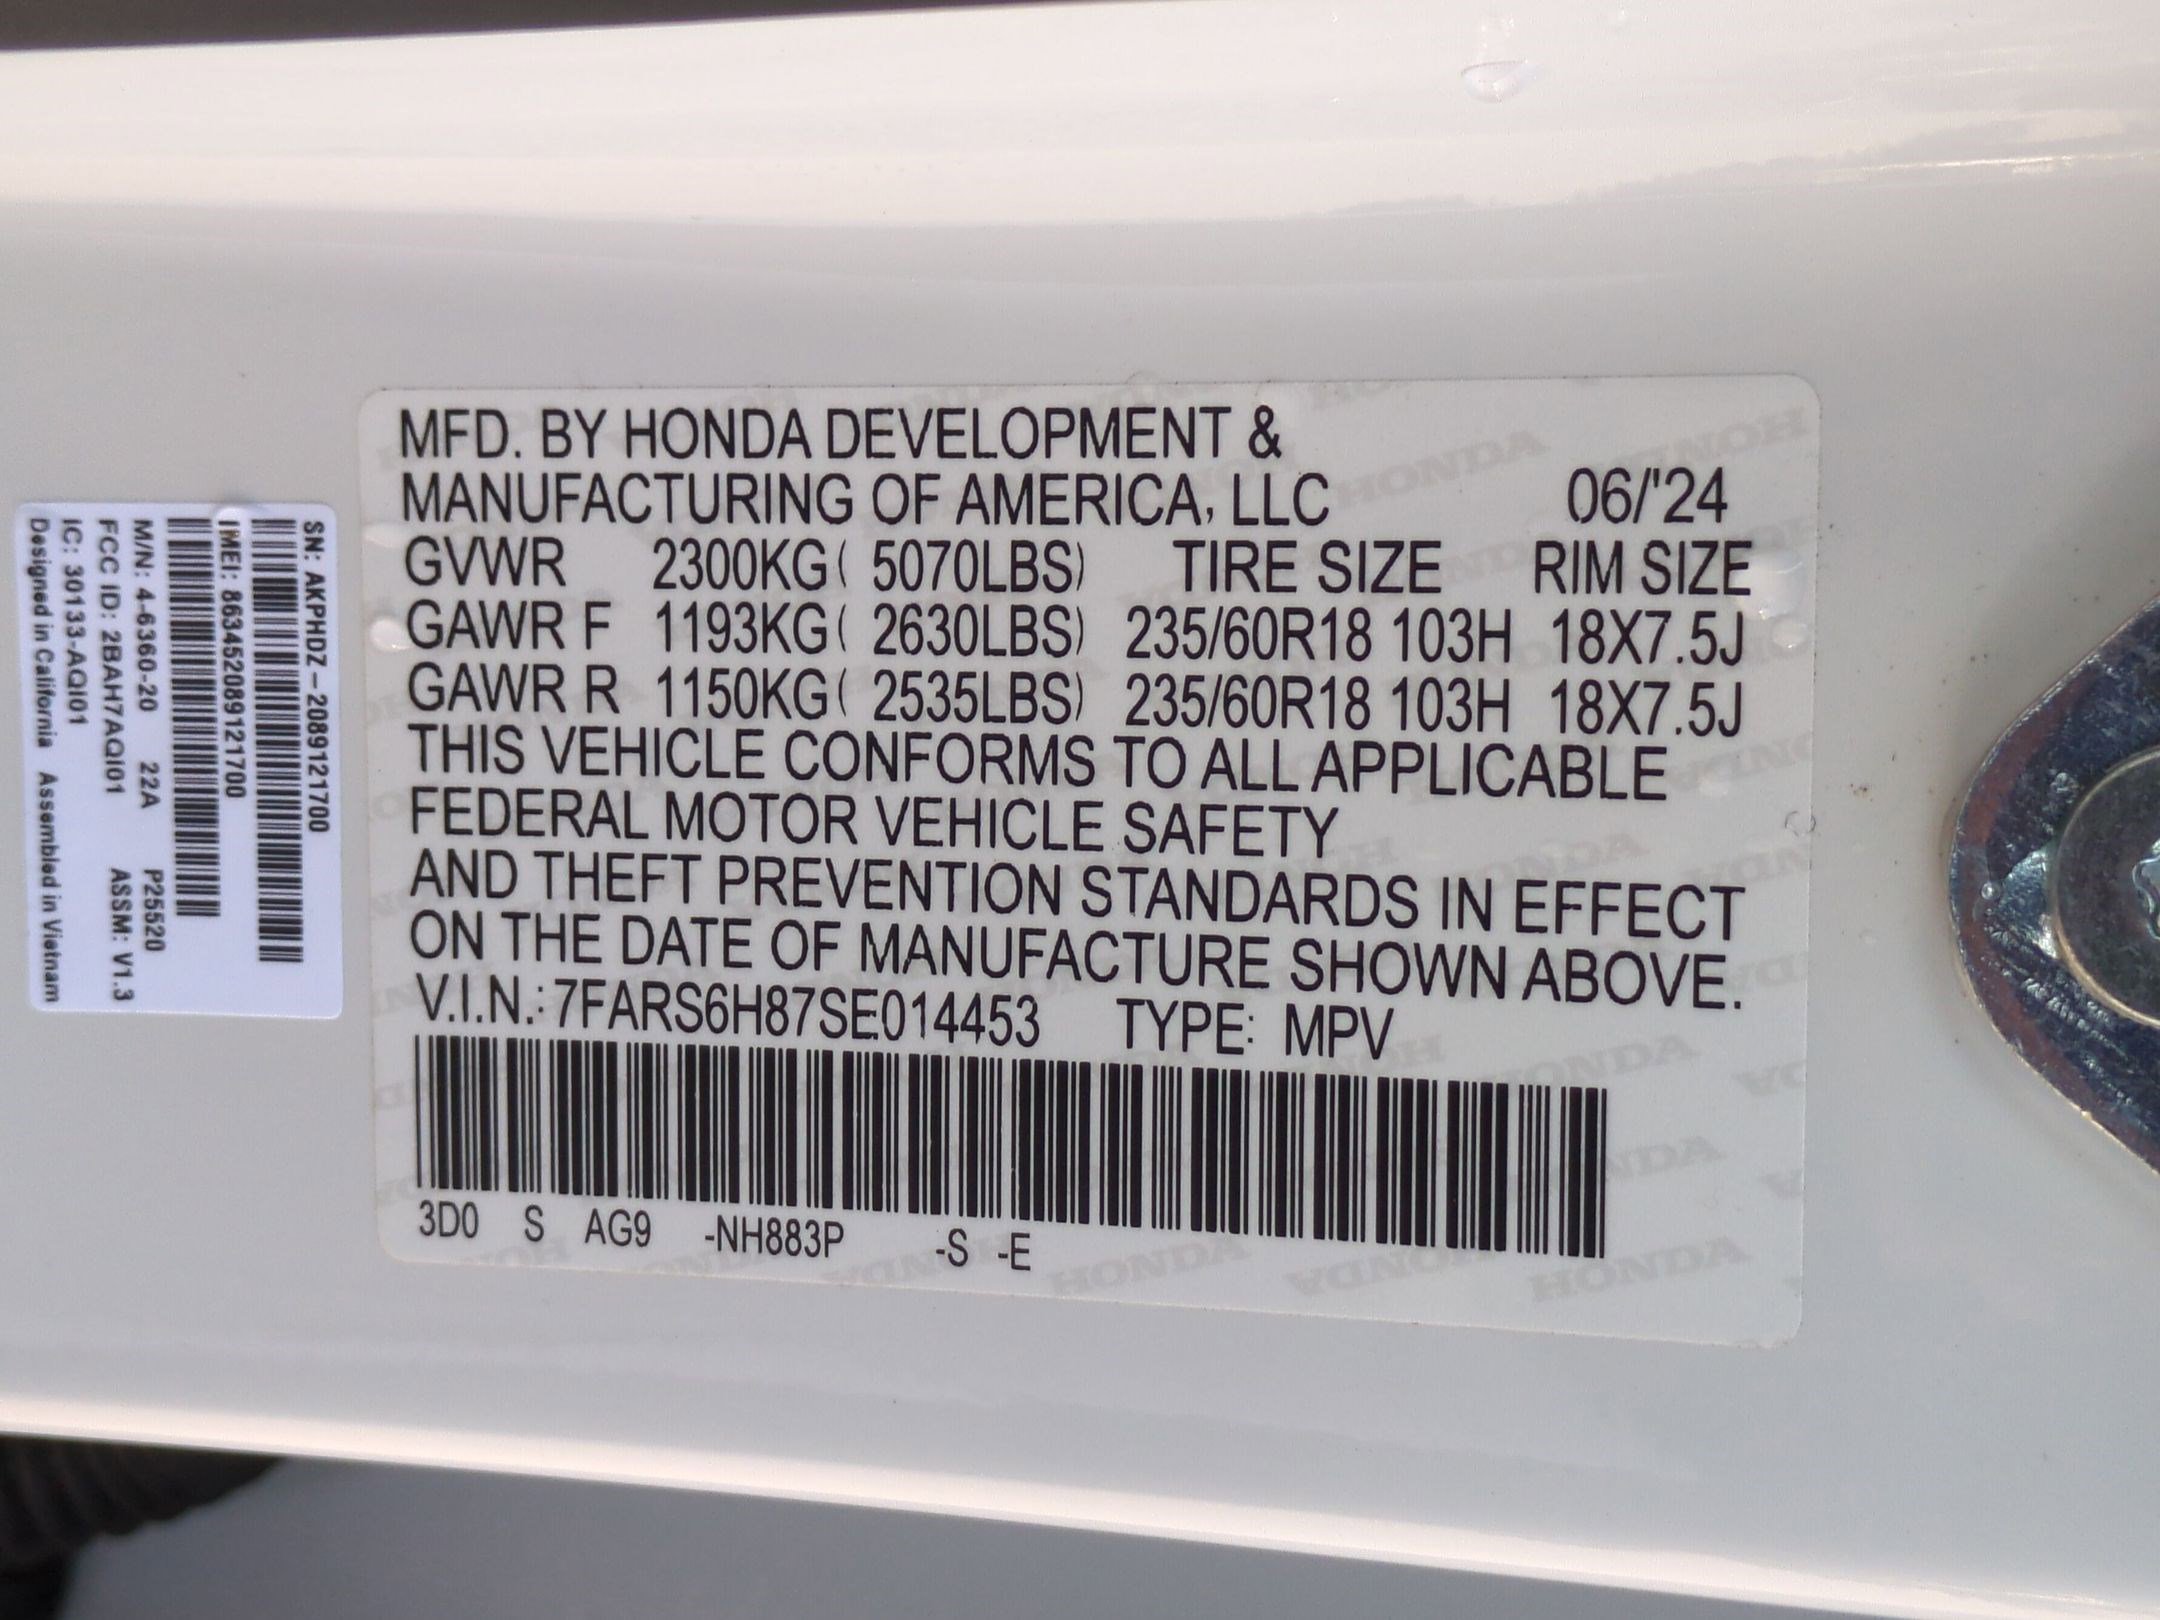 MFD. BY HONDA DEVELOPMENT &
MANUFACTURING OF AMERICA, LLC 06/'24
GVWR 2300KG( 5070LBS) TIRE SIZE RIM SIZE
GAWR F 1193KG( 2630LBS) 235/60R18 103H 18X7.5J
GAWR R 1150KG( 2535LBS) 235/60R18 103H 18X7.5J
THIS VEHICLE CONFORMS TO ALL APPLICABLE
FEDERAL MOTOR VEHICLE SAFETY
AND THEFT PREVENTION STANDARDS IN EFFECT
ON THE DATE OF MANUFACTURE SHOWN ABOVE.
V.I.N.: 7FARS6H87SE014453 TYPE: MPV
3D0 S AG9 -NH883P -S -E
SN: AKPHDZ - 2089121700
IMEI: 863452089121700
M/N: 4-6360-20 22A P25520
FCC ID: 2BAH7AQI01 ASSM: V1.3
IC: 30133-AQI01
Designed in California Assembled in Vietnam